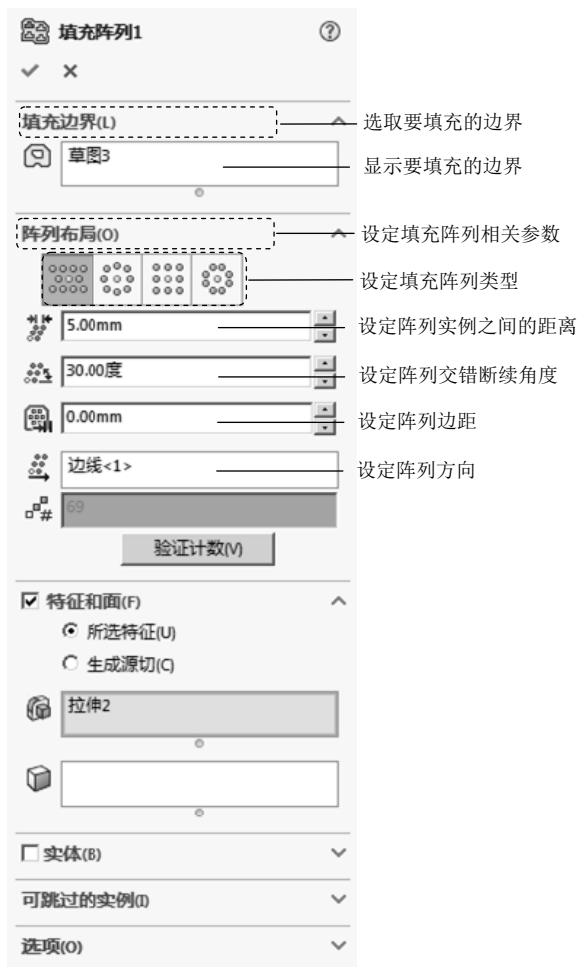 填充阵列1
填充边界(L)
选取要填充的边界
草图3
显示要填充的边界
阵列布局(O)
设定填充阵列相关参数
设定填充阵列类型
5.00mm
设定阵列实例之间的距离
30.00度
设定阵列交错断续角度
0.00mm
设定阵列边距
边线<1>
设定阵列方向
69
验证计数(V)
特征和面(F)
所选特征(U)
生成源切(C)
拉伸2
实体(B)
可跳过的实例(I)
选项(O)